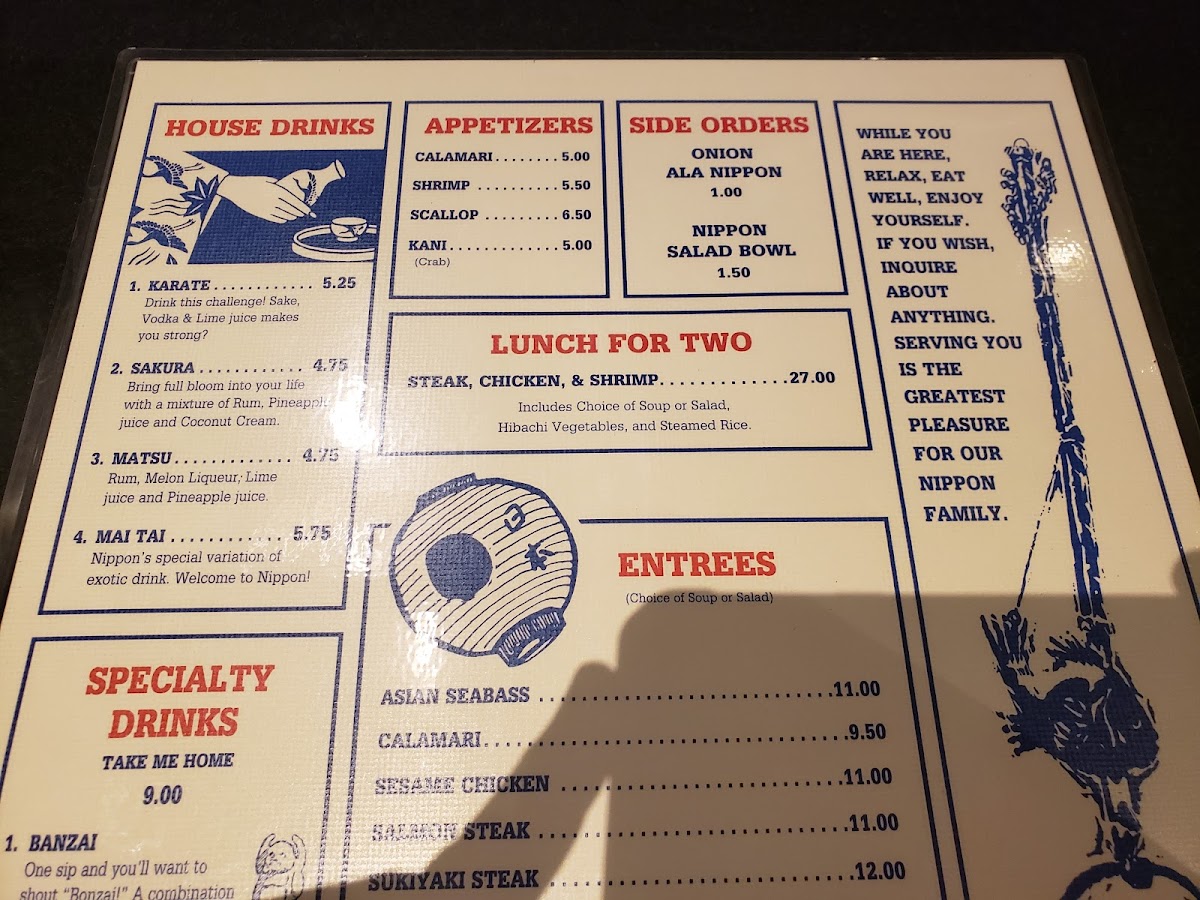 HOUSE DRINKS
1. KARATE............ 5.25
Drink this challenge! Sake,
Vodka & Lime juice makes
you strong?
2. SAKURA............ 4.75
Bring full bloom into your life
with a mixture of Rum, Pineapple
juice and Coconut Cream.
3. MATSU............. 4.75
Rum, Melon Liqueur, Lime
juice and Pineapple juice.
4. MAI TAI............ 5.75
Nippon's special variation of
exotic drink. Welcome to Nippon!
SPECIALTY
DRINKS
TAKE ME HOME
9.00
1. BANZAI
One sip and you'll want to
shout "Bonzai!" A combination
APPETIZERS
CALAMARI........ 5.00
SHRIMP .......... 5.50
SCALLOP ......... 6.50
KANI............. 5.00
(Crab)
SIDE ORDERS
ONION
ALA NIPPON
1.00
NIPPON
SALAD BOWL
1.50
LUNCH FOR TWO
STEAK, CHICKEN, & SHRIMP.............27.00
Includes Choice of Soup or Salad,
Hibachi Vegetables, and Steamed Rice.
ENTREES
(Choice of Soup or Salad)
ASIAN SEABASS .............................11.00
CALAMARI....................................9.50
SESAME CHICKEN ............................11.00
SALMON STEAK ..............................11.00
SUKIYAKI STEAK ............................12.00
WHILE YOU
ARE HERE,
RELAX, EAT
WELL, ENJOY
YOURSELF.
IF YOU WISH,
INQUIRE
ABOUT
ANYTHING.
SERVING YOU
IS THE
GREATEST
PLEASURE
FOR OUR
NIPPON
FAMILY.